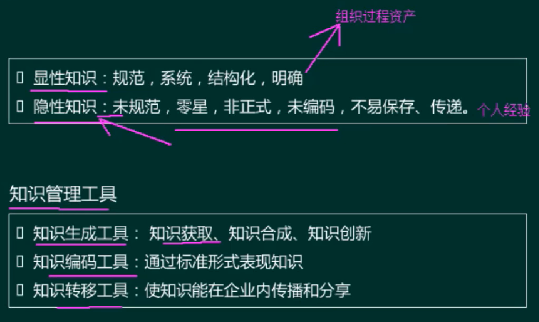 组织过程资产
显性知识：规范，系统，结构化，明确
隐性知识：未规范，零星，非正式，未编码，不易保存、传递。个人经验
知识管理工具
知识生成工具： 知识获取、知识合成、知识创新
知识编码工具：通过标准形式表现知识
知识转移工具：使知识能在企业内传播和分享